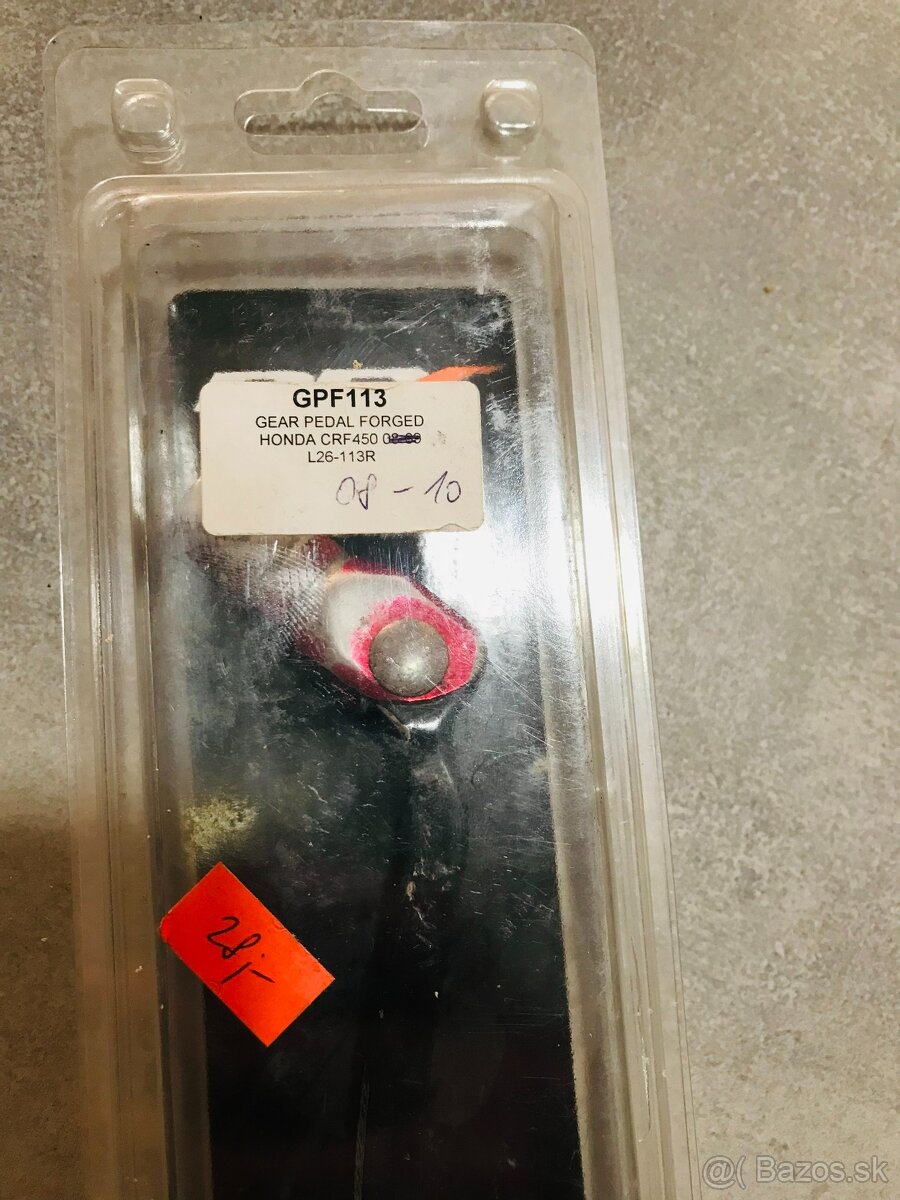 GPF113
GEAR PEDAL FORGED
HONDA CRF450
L26-113R
08 - 10
28,-
@( Bazos.sk